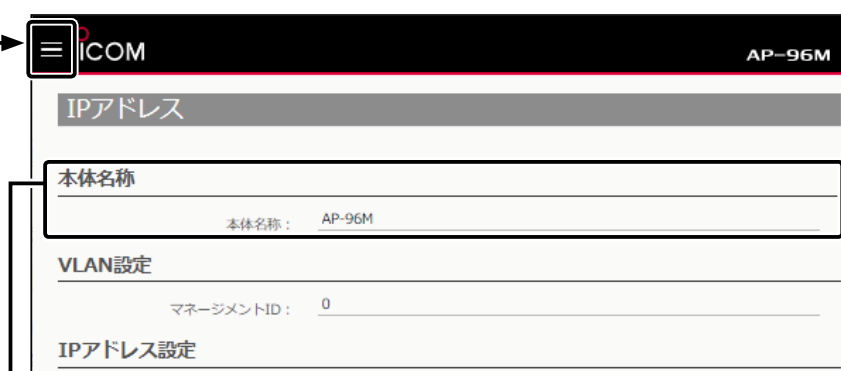 ICOM
AP-96M
IPアドレス
本体名称
本体名称： AP-96M
VLAN設定
マネージメントID： 0
IPアドレス設定